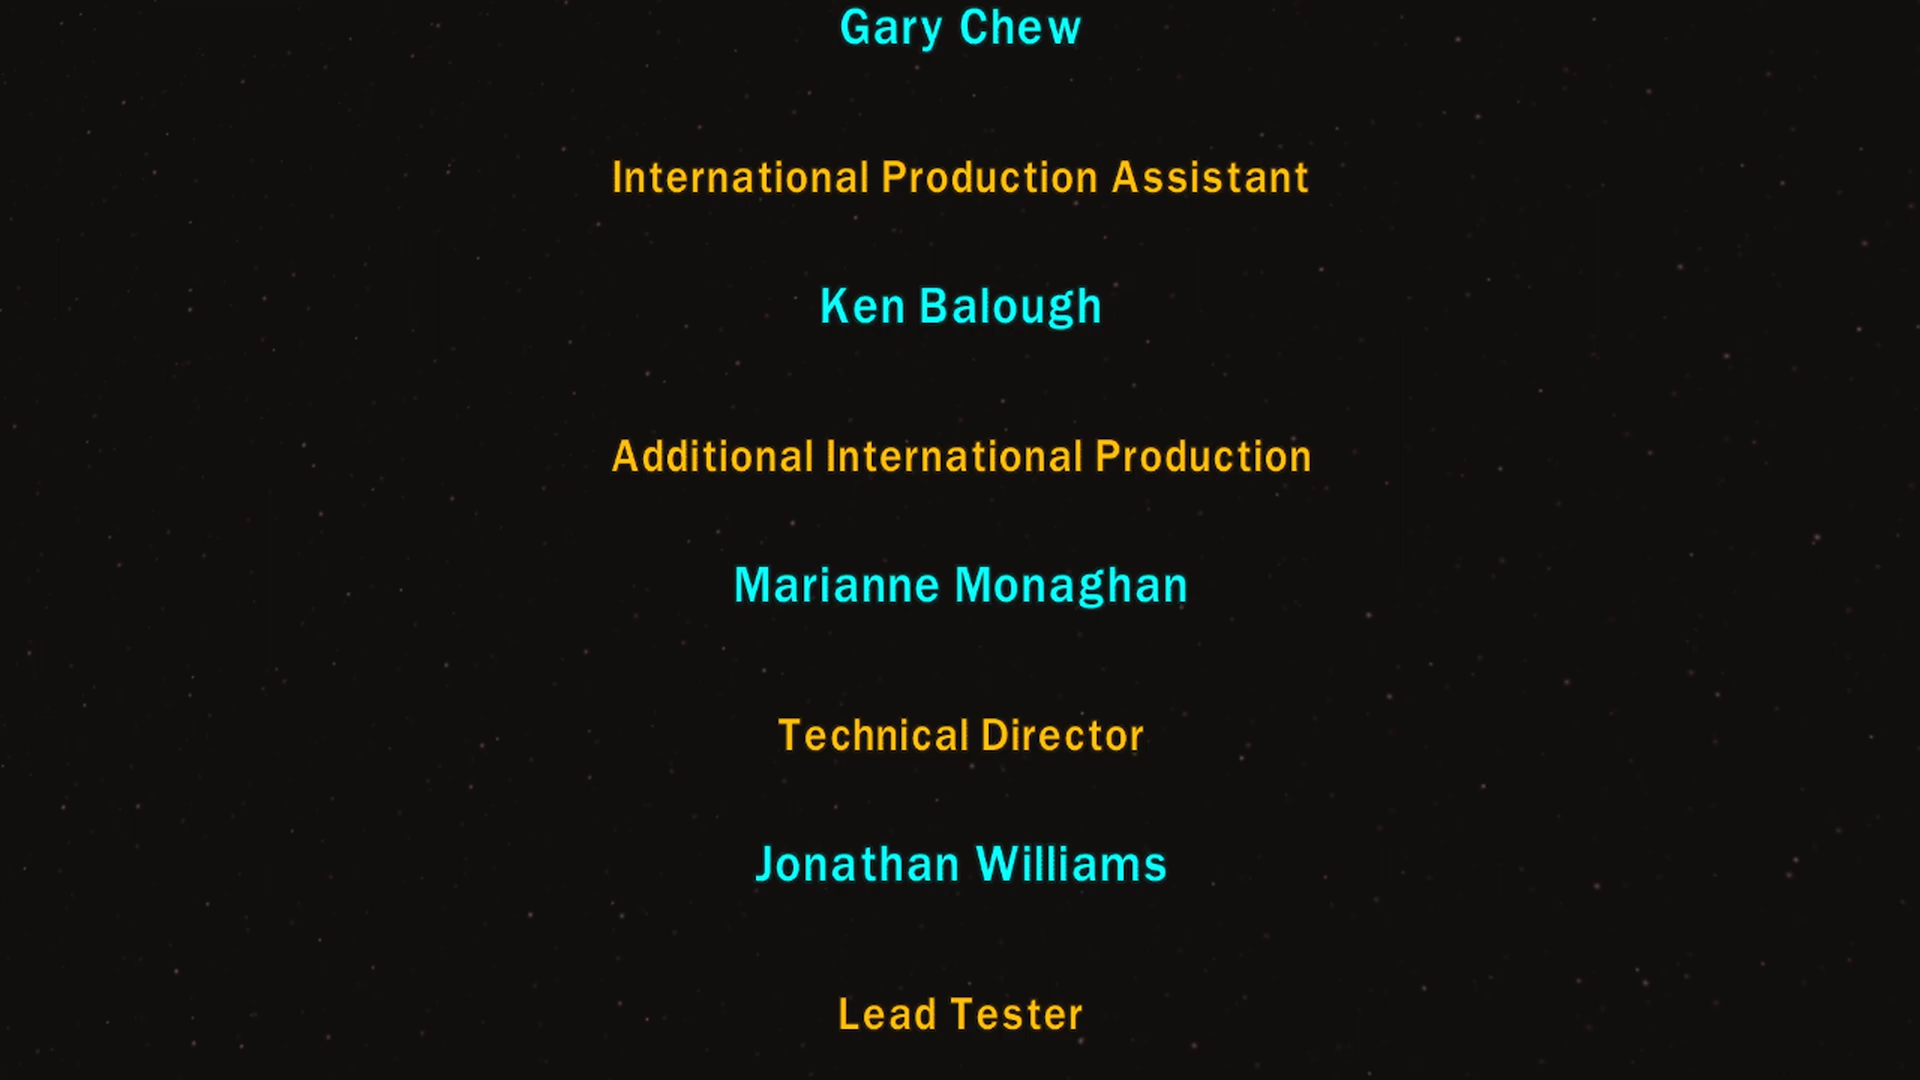 Gary Chew
International Production Assistant
Ken Balough
Additional International Production
Marianne Monaghan
Technical Director
Jonathan Williams
Lead Tester